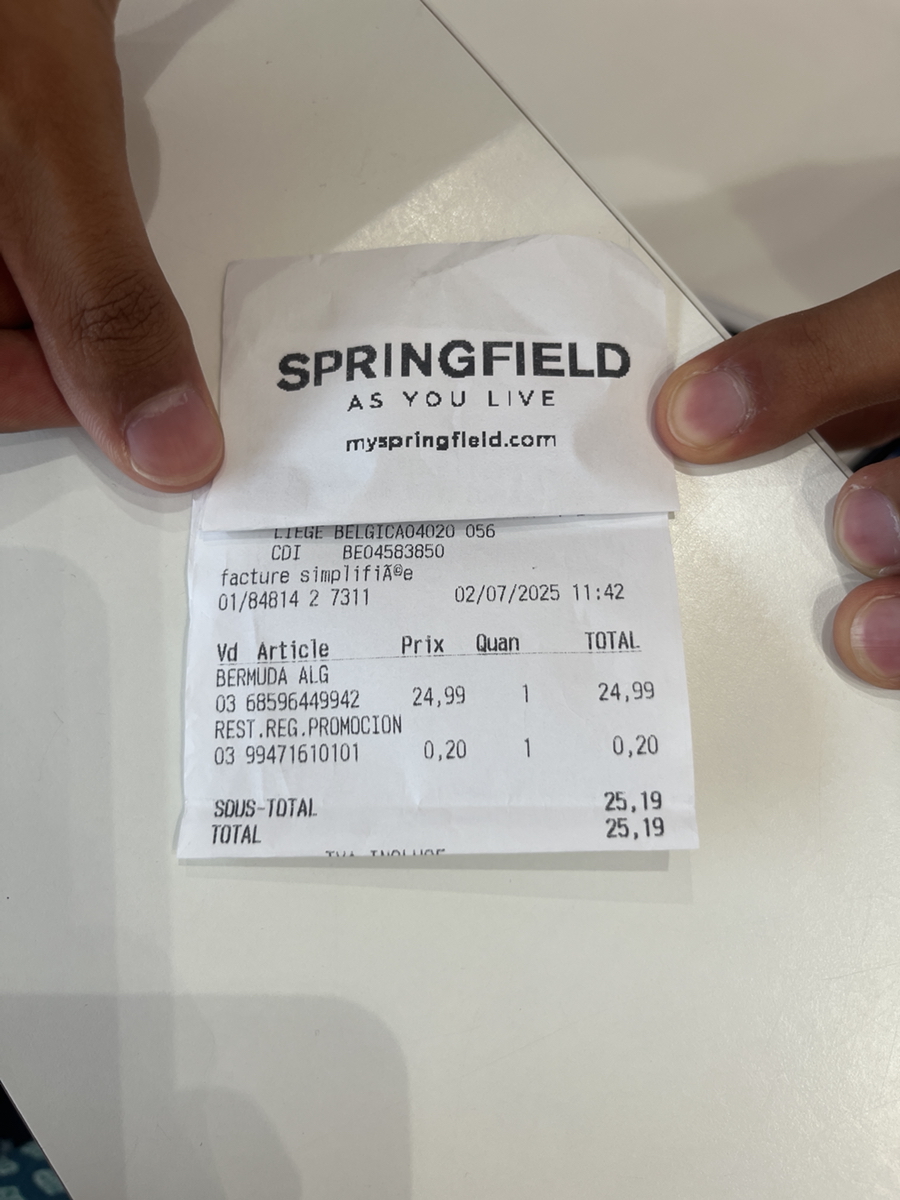 SPRINGFIELD
AS YOU LIVE
myspringfield.com
LIEGE BELGICA04020 056
CDI BE04583850
facture simplifiÃ©e
01/84814 2 7311 02/07/2025 11:42
Vd Article Prix Quan TOTAL
BERMUDA ALG
03 68596449942 24,99 1 24,99
REST.REG.PROMOCION
03 99471610101 0,20 1 0,20
SOUS-TOTAL 25,19
TOTAL 25,19
TVA INCLUSE